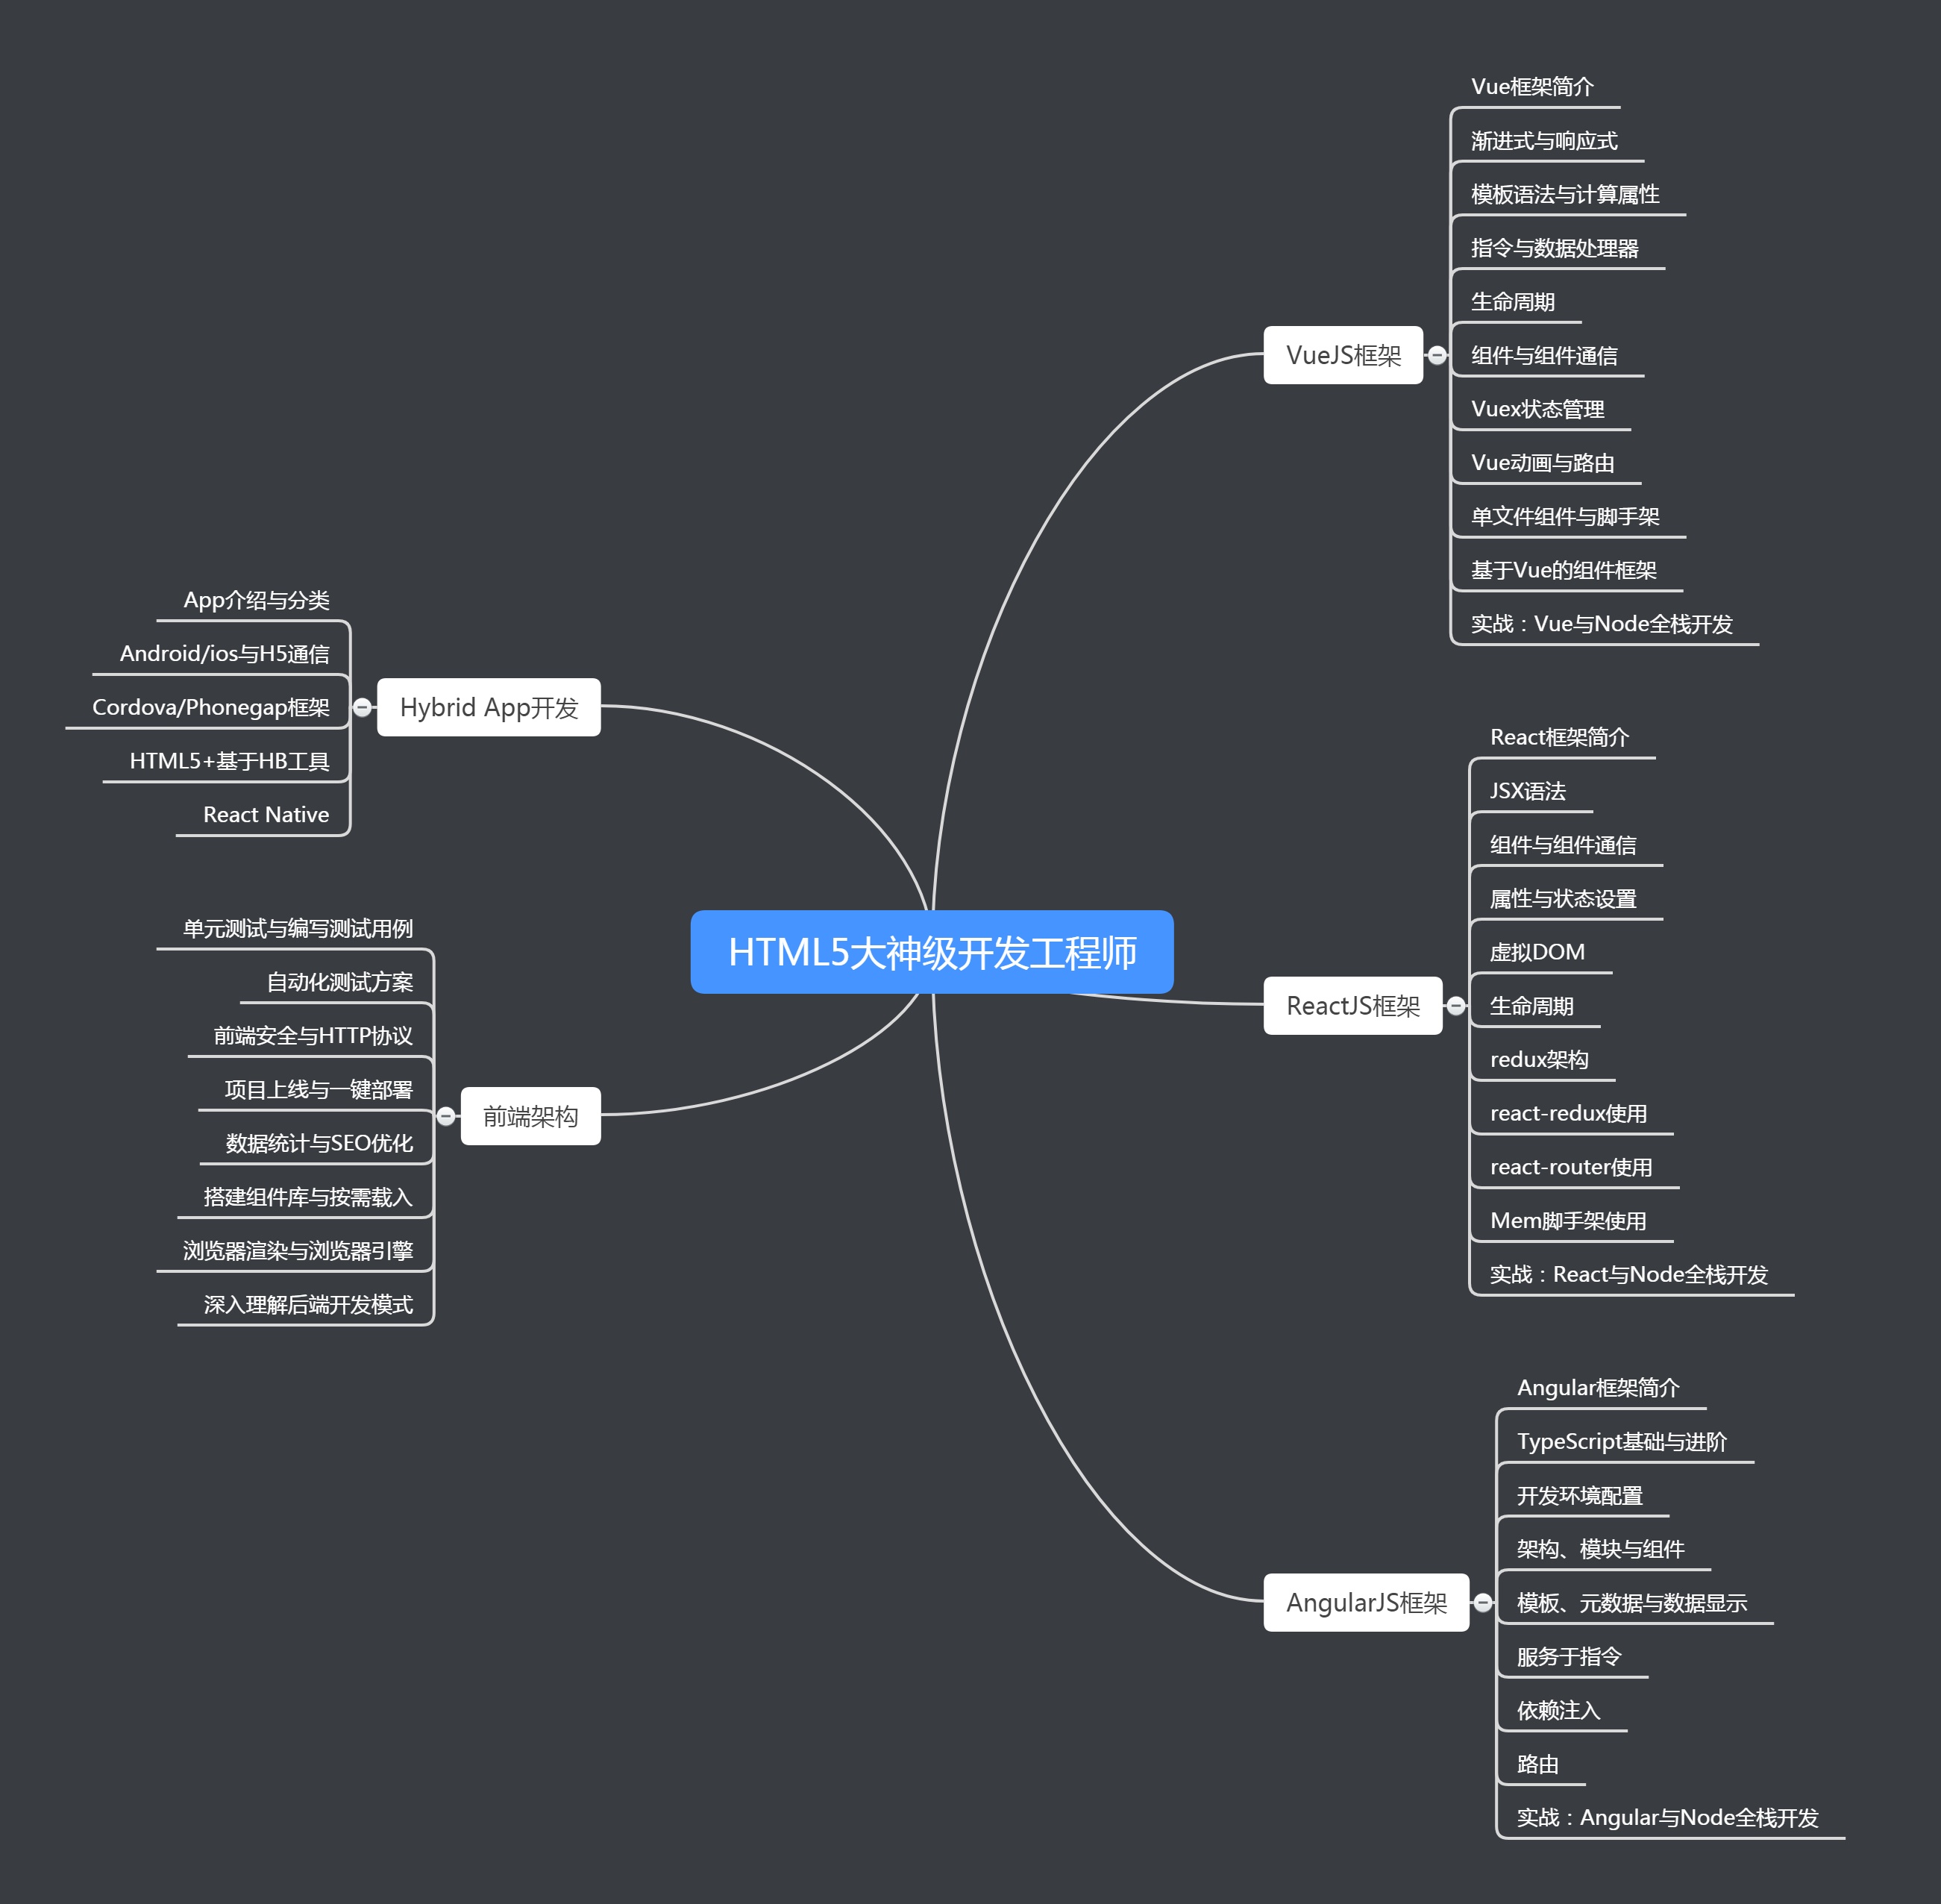 HTML5大神级开发工程师
VueJS框架
Vue框架简介
渐进式与响应式
模板语法与计算属性
指令与数据处理器
生命周期
组件与组件通信
Vuex状态管理
Vue动画与路由
单文件组件与脚手架
基于Vue的组件框架
实战：Vue与Node全栈开发
ReactJS框架
React框架简介
JSX语法
组件与组件通信
属性与状态设置
虚拟DOM
生命周期
redux架构
react-redux使用
react-router使用
Mem脚手架使用
实战：React与Node全栈开发
AngularJS框架
Angular框架简介
TypeScript基础与进阶
开发环境配置
架构、模块与组件
模板、元数据与数据显示
服务于指令
依赖注入
路由
实战：Angular与Node全栈开发
Hybrid App开发
App介绍与分类
Android/ios与H5通信
Cordova/Phonegap框架
HTML5+基于HB工具
React Native
前端架构
单元测试与编写测试用例
自动化测试方案
前端安全与HTTP协议
项目上线与一键部署
数据统计与SEO优化
搭建组件库与按需载入
浏览器渲染与浏览器引擎
深入理解后端开发模式